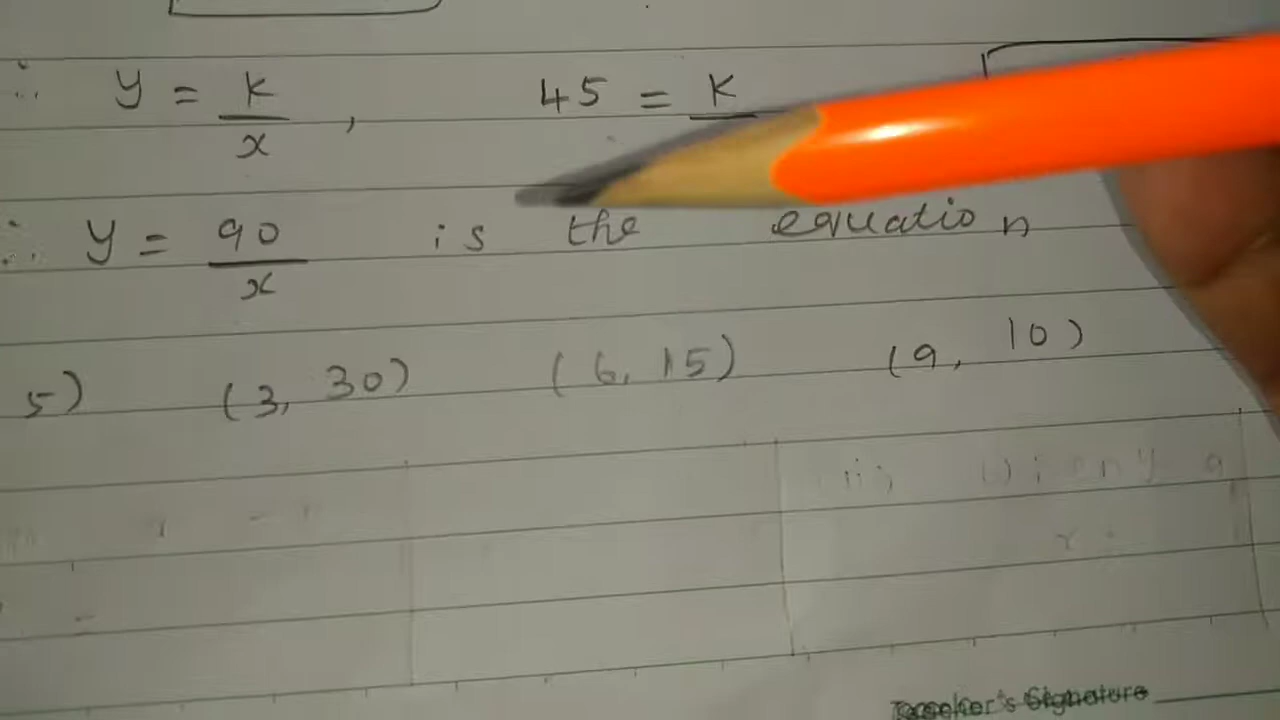 ∴ y = k/x , 45 = k
∴ y = 90/x is the equation
5) (3, 30) (6, 15) (9, 10)
Teacher's Signature